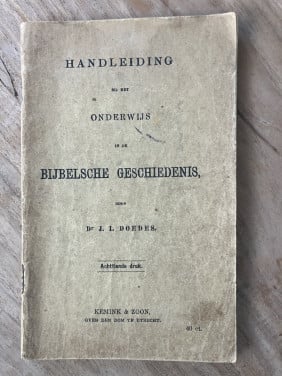 HANDLEIDING
BIJ HET
ONDERWIJS
IN DE
BIJBELSCHE GESCHIEDENIS,
DOOR
Dr. J. I. DOEDES.
Achttiende druk.
KEMINK & ZOON,
OVER DEN DOM TE UTRECHT.
40 ct.